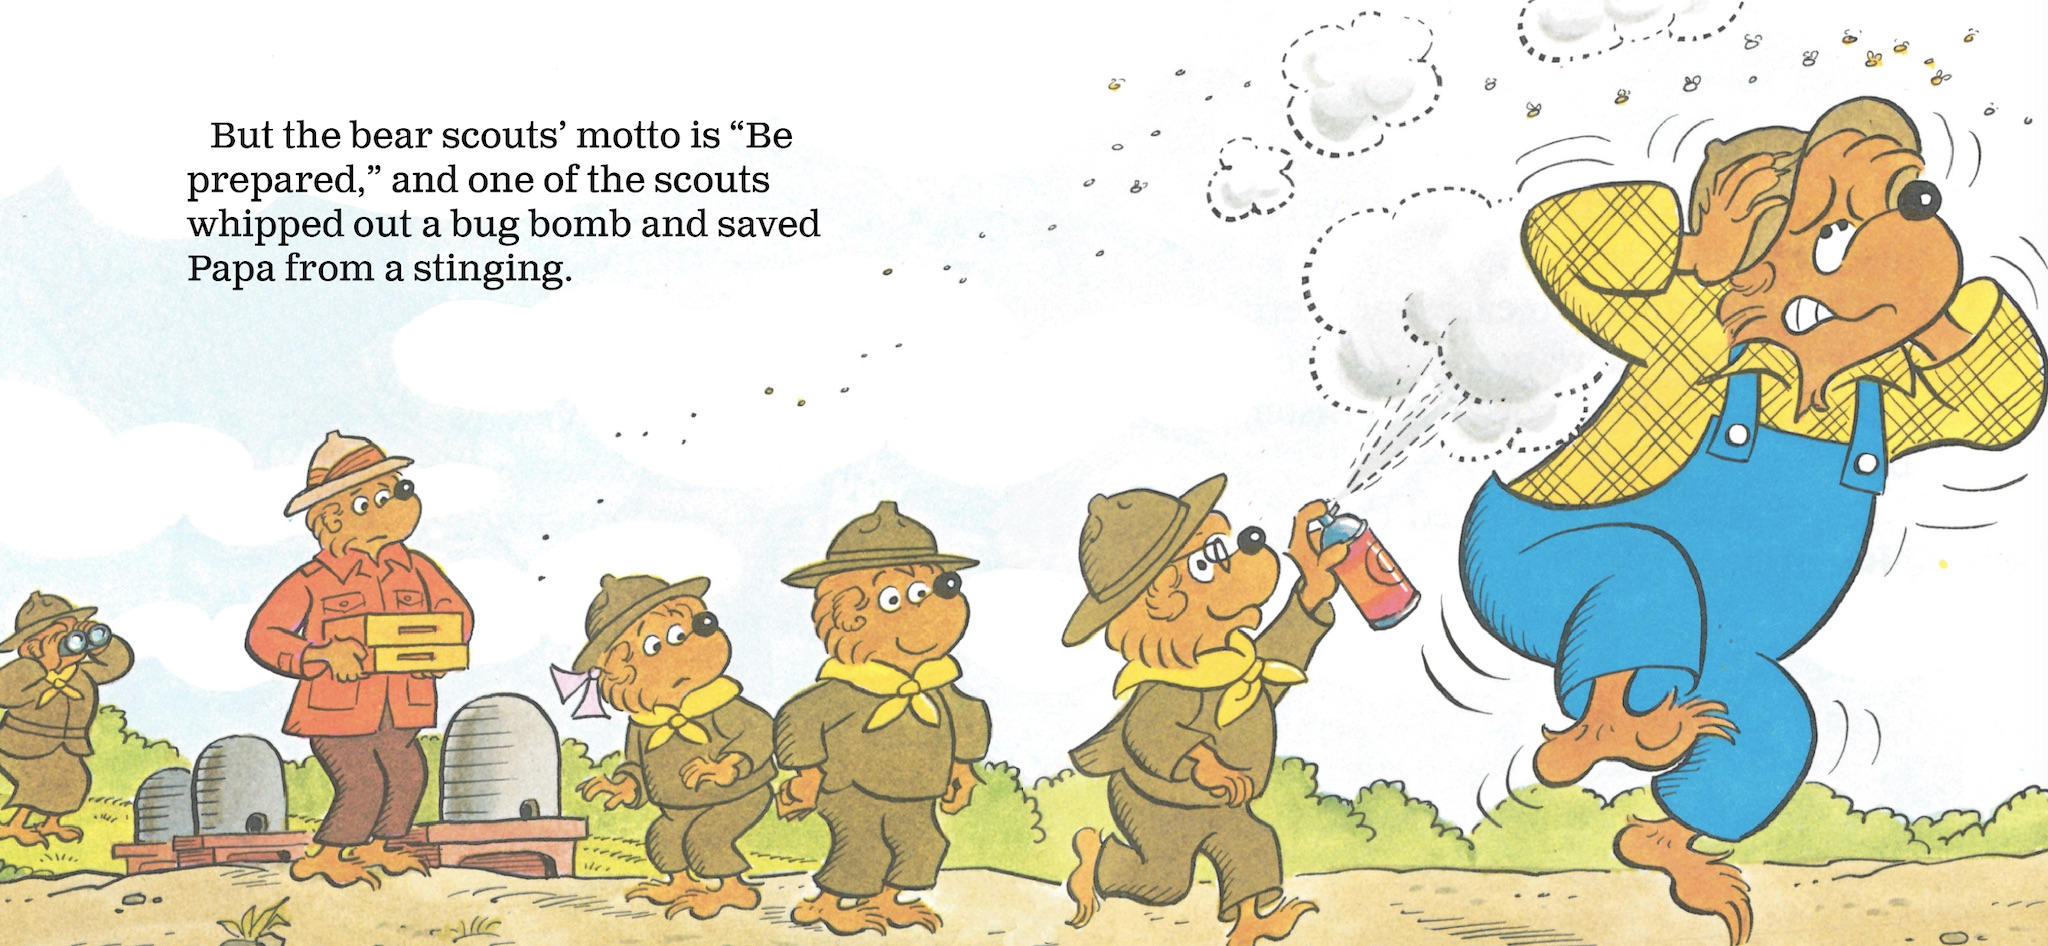 But the bear scouts’ motto is “Be
prepared,” and one of the scouts
whipped out a bug bomb and saved
Papa from a stinging.